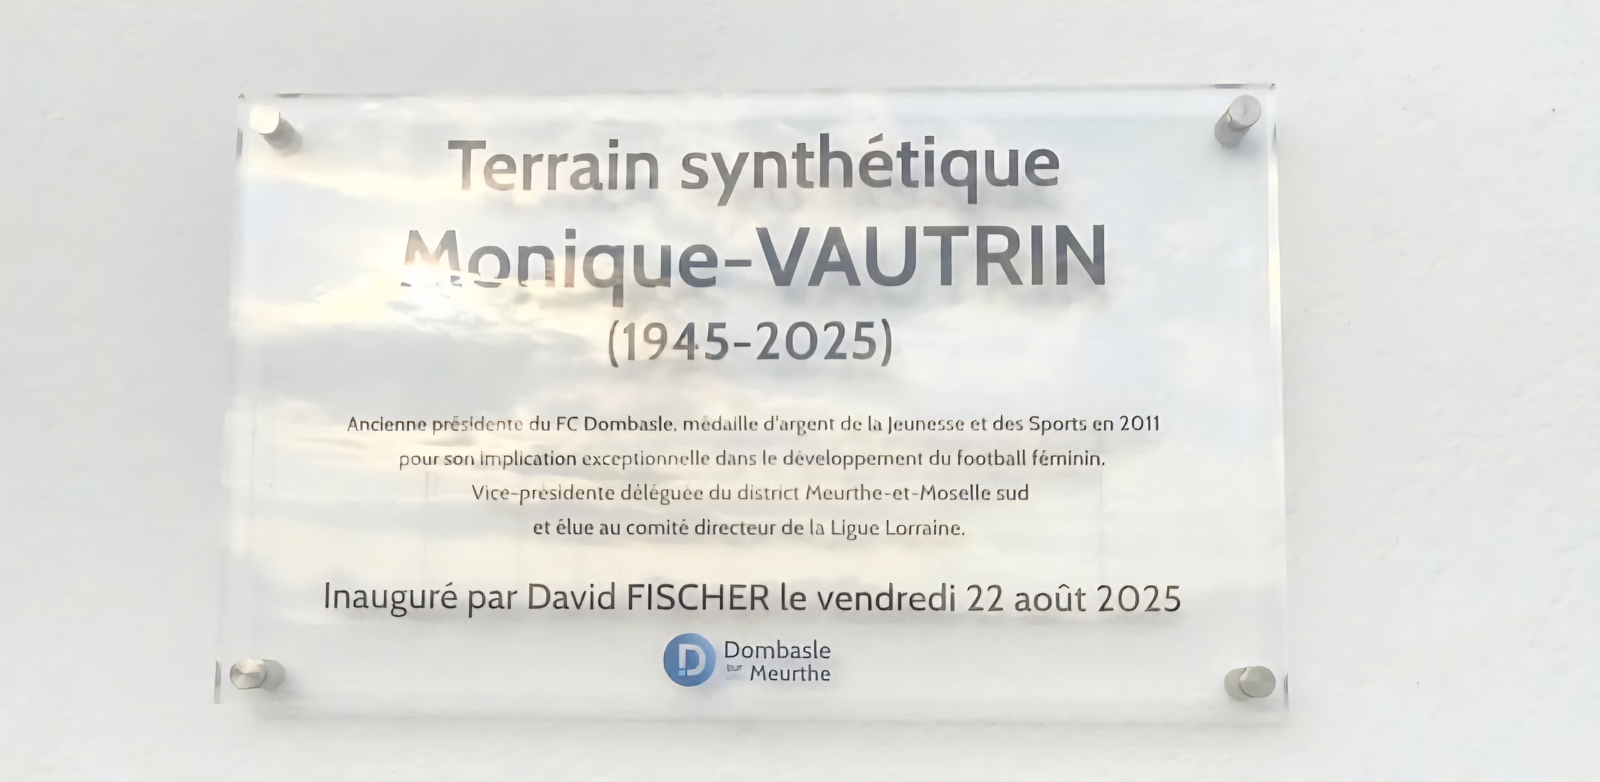 Terrain synthétique
Monique-VAUTRIN
(1945-2025)
Ancienne présidente du FC Dombasle, médaille d'argent de la Jeunesse et des Sports en 2011
pour son implication exceptionnelle dans le développement du football féminin.
Vice-présidente déléguée du district Meurthe-et-Moselle sud
et élue au comité directeur de la Ligue Lorraine.
Inauguré par David FISCHER le vendredi 22 août 2025
Dombasle
Meurthe